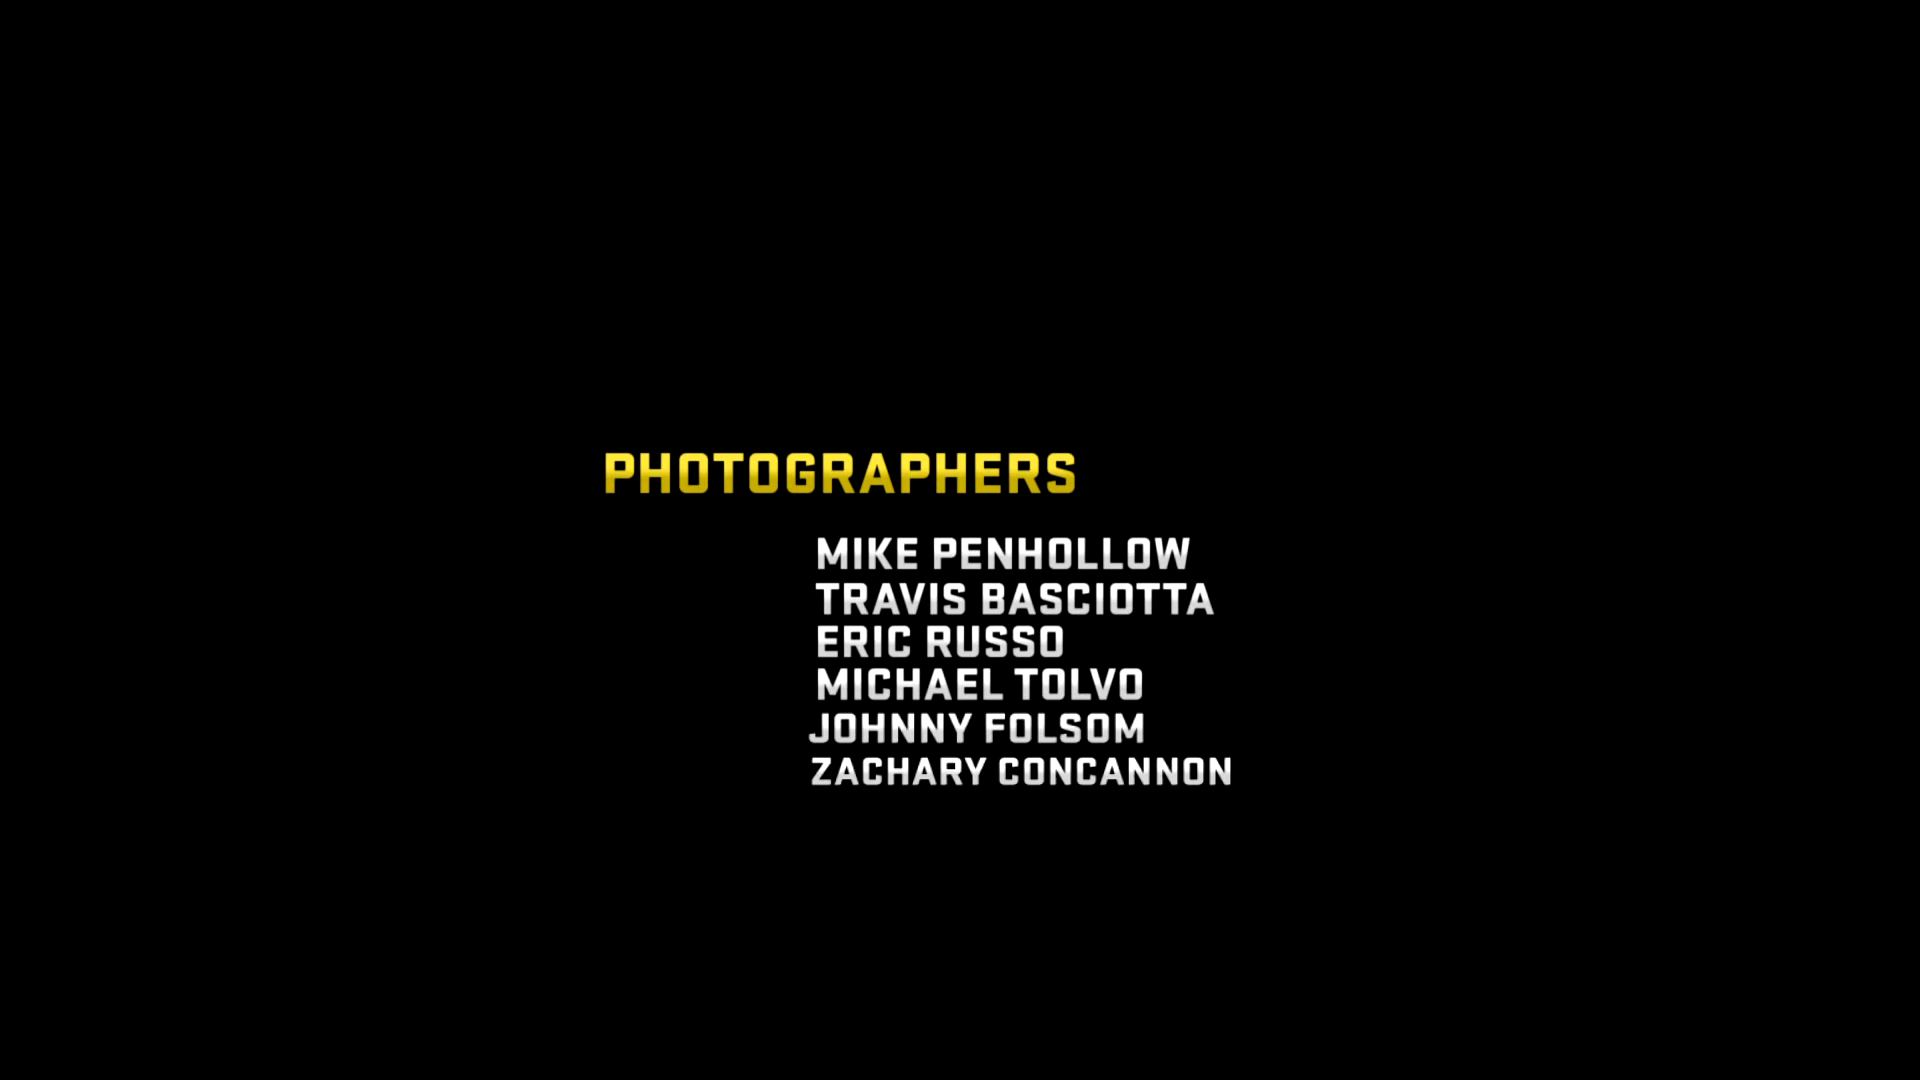 PHOTOGRAPHERS
MIKE PENHOLLOW
TRAVIS BASCIOTTA
ERIC RUSSO
MICHAEL TOLVO
JOHNNY FOLSOM
ZACHARY CONCANNON